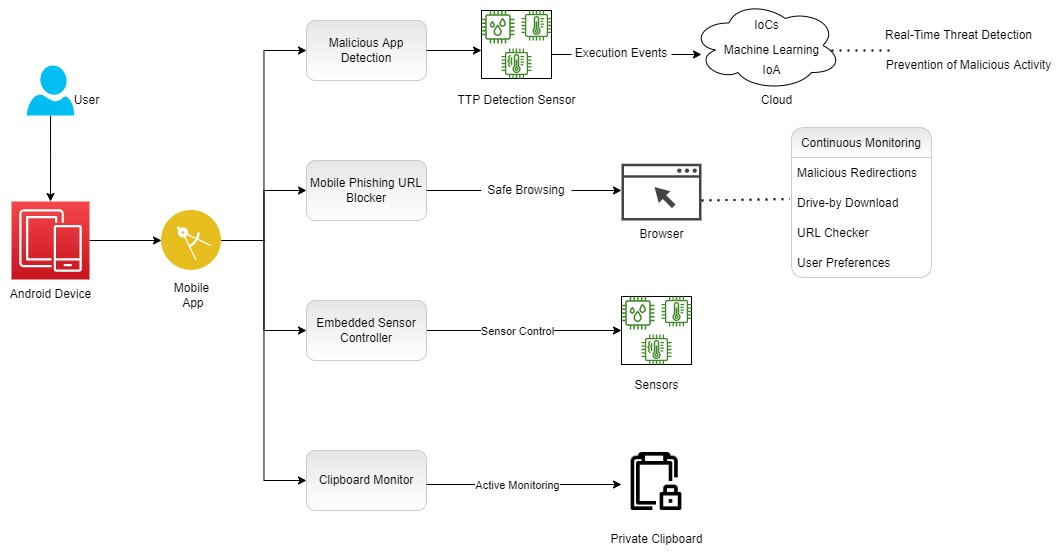 User
Android Device
Mobile
App
Malicious App
Detection
TTP Detection Sensor
Execution Events
IoCs
Machine Learning
IoA
Cloud
Real-Time Threat Detection
Prevention of Malicious Activity
Mobile Phishing URL
Blocker
Safe Browsing
Browser
Continuous Monitoring
Malicious Redirections
Drive-by Download
URL Checker
User Preferences
Embedded Sensor
Controller
Sensor Control
Sensors
Clipboard Monitor
Active Monitoring
Private Clipboard